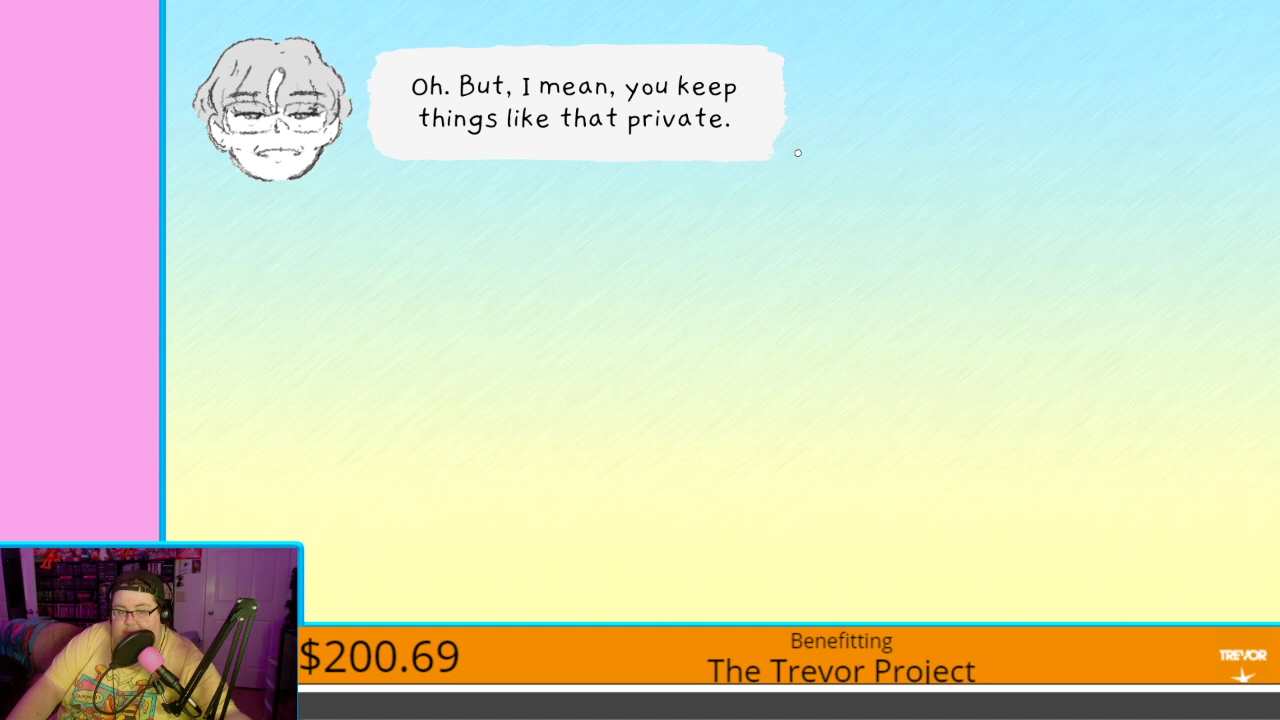 Oh. But, I mean, you keep
things like that private.
$200.69
Benefitting
The Trevor Project
TREVOR